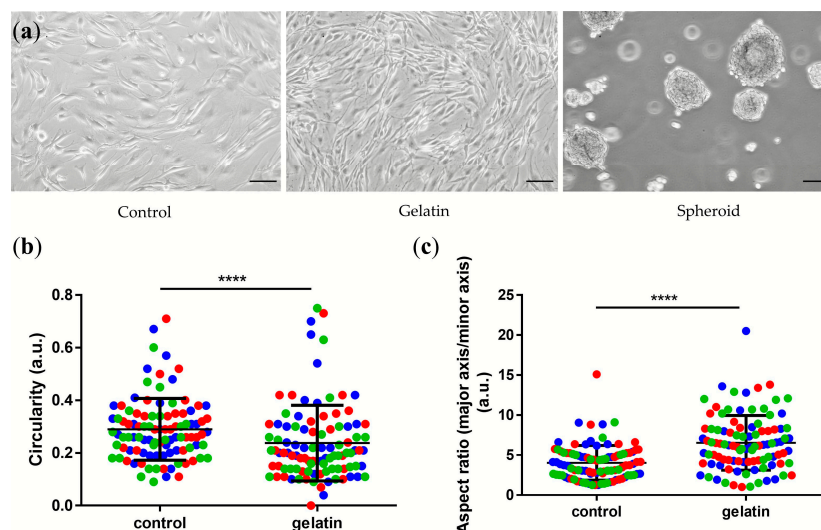 (a)
Control
Gelatin
Spheroid
(b)
(c)
****
Circularity (a.u.)
0.8
0.6
0.4
0.2
0.0
control
gelatin
****
Aspect ratio (major axis/minor axis)
(a.u.)
25
20
15
10
5
0
control
gelatin